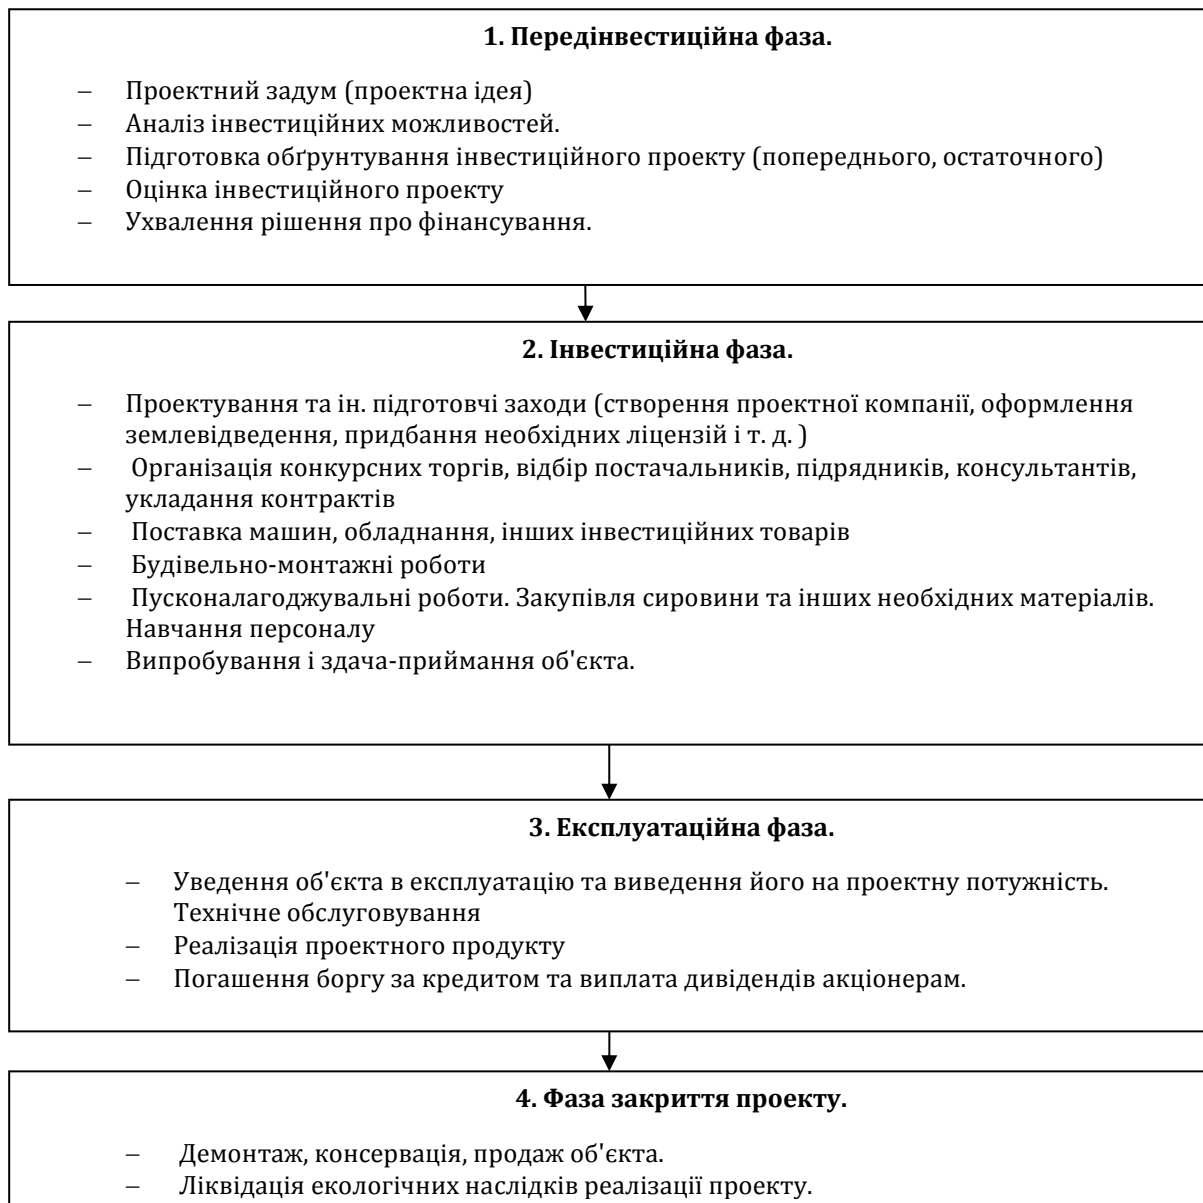 1. Передінвестиційна фаза.
– Проектний задум (проектна ідея)
– Аналіз інвестиційних можливостей.
– Підготовка обґрунтування інвестиційного проекту (попереднього, остаточного)
– Оцінка інвестиційного проекту
– Ухвалення рішення про фінансування.
2. Інвестиційна фаза.
– Проектування та ін. підготовчі заходи (створення проектної компанії, оформлення
землевідведення, придбання необхідних ліцензій і т. д. )
– Організація конкурсних торгів, відбір постачальників, підрядників, консультантів,
укладання контрактів
– Поставка машин, обладнання, інших інвестиційних товарів
– Будівельно-монтажні роботи
– Пусконалагоджувальні роботи. Закупівля сировини та інших необхідних матеріалів.
Навчання персоналу
– Випробування і здача-приймання об'єкта.
3. Експлуатаційна фаза.
– Уведення об'єкта в експлуатацію та виведення його на проектну потужність.
Технічне обслуговування
– Реалізація проектного продукту
– Погашення боргу за кредитом та виплата дивідендів акціонерам.
4. Фаза закриття проекту.
– Демонтаж, консервація, продаж об'єкта.
– Ліквідація екологічних наслідків реалізації проекту.